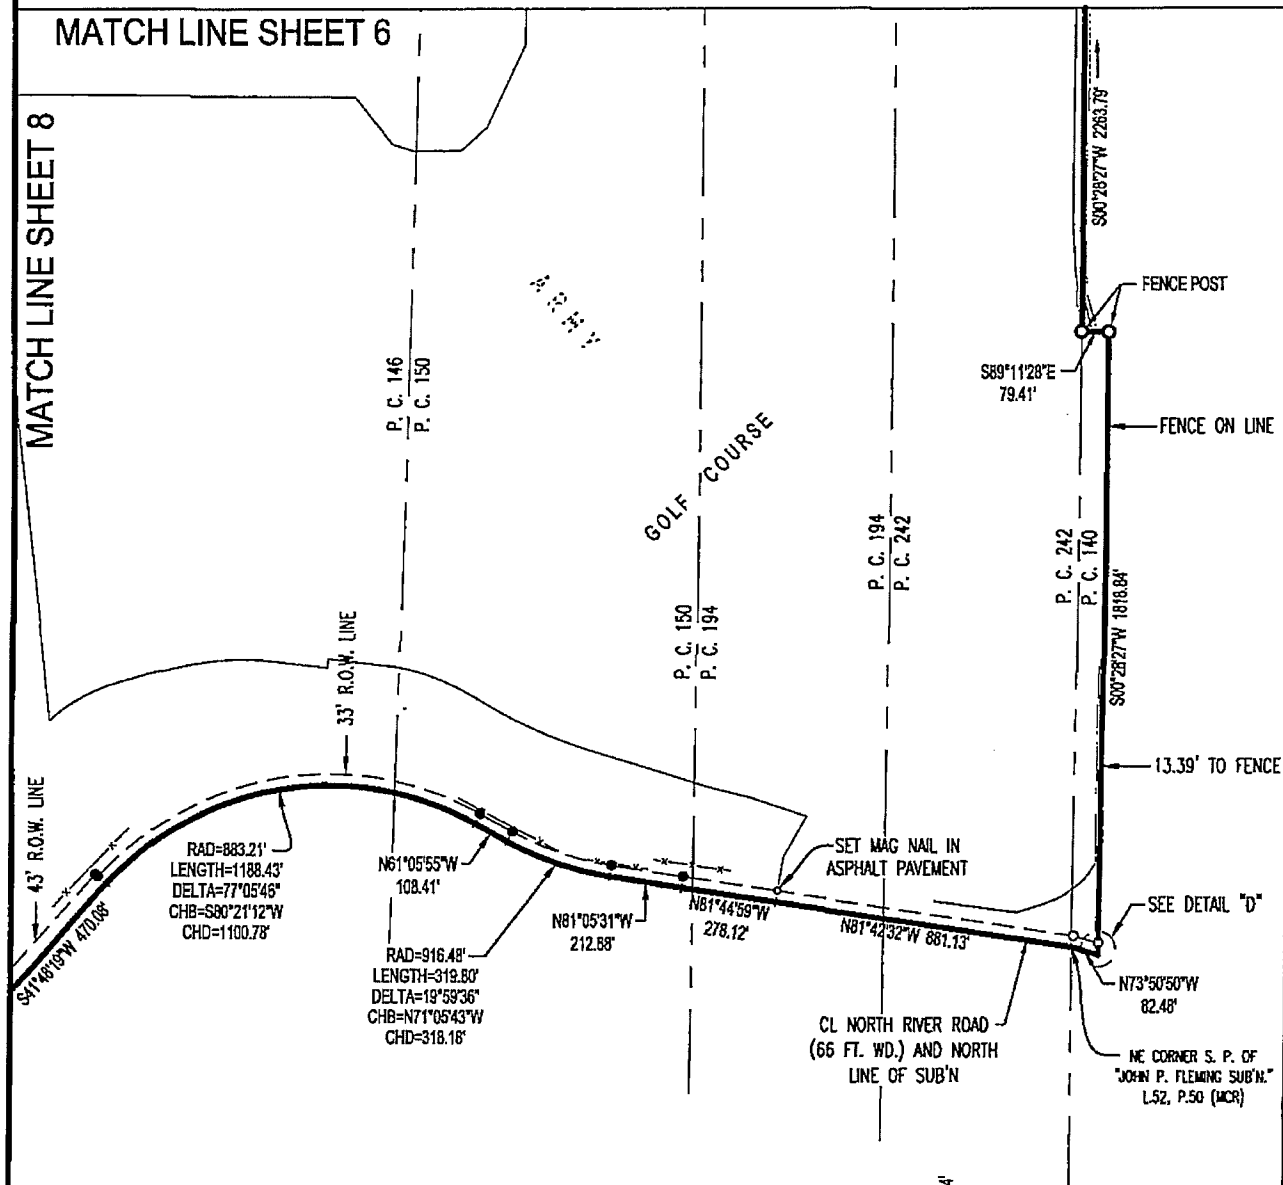 MATCH LINE SHEET 6
MATCH LINE SHEET 8
S00°28'27"W 2263.79'
FENCE POST
ARMY
S89°11'28"E
79.41'
P. C. 146
P. C. 150
GOLF COURSE
FENCE ON LINE
P. C. 194
P. C. 242
P. C. 242
P. C. 140
S00°28'27"W 1818.84'
P. C. 150
P. C. 194
33' R.O.W. LINE
43' R.O.W. LINE
13.39' TO FENCE
RAD=883.21'
LENGTH=1188.43'
DELTA=77°05'46"
CHB=S80°21'12"W
CHD=1100.78'
N61°05'55"W
108.41'
SET MAG NAIL IN
ASPHALT PAVEMENT
SEE DETAIL "D"
S41°48'19"W 470.08'
N81°05'31"W
212.88'
N81°44'59"W
278.12'
N81°42'32"W 881.13'
RAD=916.48'
LENGTH=319.80'
DELTA=19°59'36"
CHB=N71°05'43"W
CHD=318.18'
N73°50'50"W
82.48'
CL NORTH RIVER ROAD
(66 FT. WD.) AND NORTH
LINE OF SUB'N
NE CORNER S. P. OF
"JOHN P. FLEMING SUB'N."
L.52, P.50 (MCR)